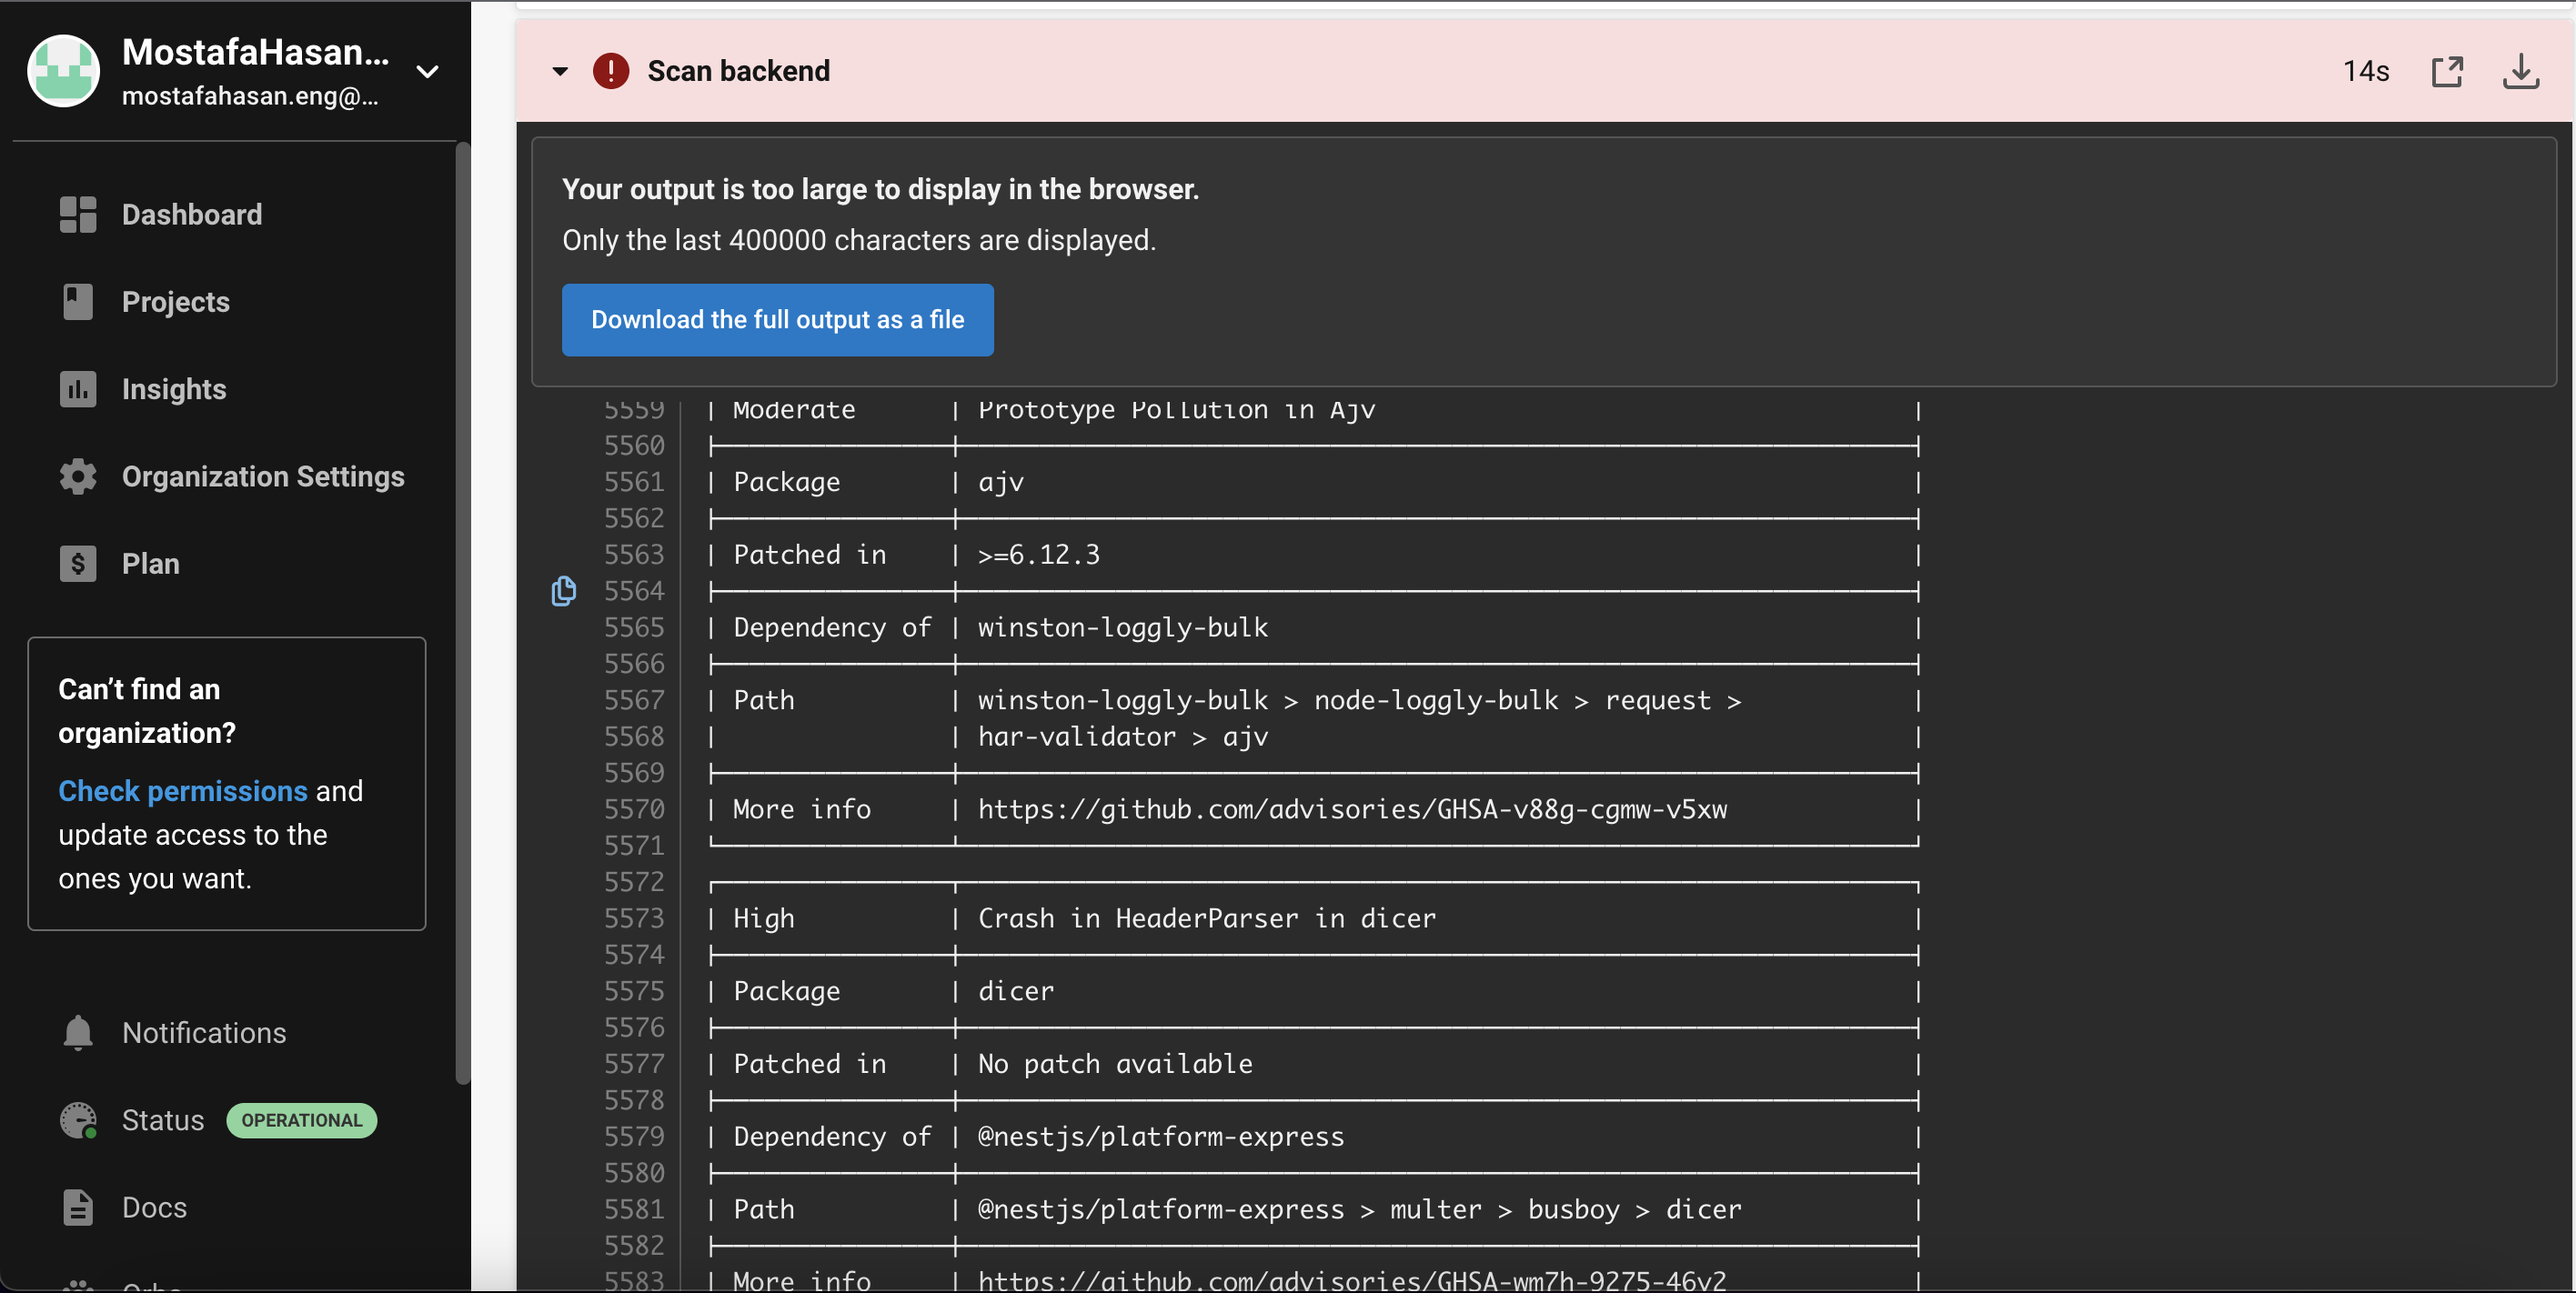 MostafaHasan...
mostafahasan.eng@...
Dashboard
Projects
Insights
Organization Settings
Plan
Can’t find an
organization?
Check permissions and
update access to the
ones you want.
Notifications
Status OPERATIONAL
Docs
Orbs
Scan backend
14s
Your output is too large to display in the browser.
Only the last 400000 characters are displayed.
Download the full output as a file
5559 | Moderate | Prototype Pollution in Ajv |
5560
5561 | Package | ajv |
5562
5563 | Patched in | >=6.12.3 |
5564
5565 | Dependency of | winston-loggly-bulk |
5566
5567 | Path | winston-loggly-bulk > node-loggly-bulk > request > |
5568 | | har-validator > ajv |
5569
5570 | More info | https://github.com/advisories/GHSA-v88g-cgmw-v5xw |
5571
5572
5573 | High | Crash in HeaderParser in dicer |
5574
5575 | Package | dicer |
5576
5577 | Patched in | No patch available |
5578
5579 | Dependency of | @nestjs/platform-express |
5580
5581 | Path | @nestjs/platform-express > multer > busboy > dicer |
5582
5583 | More info | https://github.com/advisories/GHSA-wm7h-9275-46v2 |